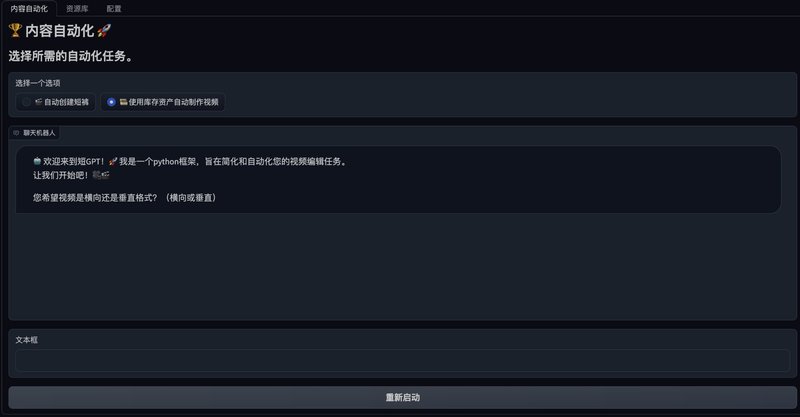 内容自动化 资源库 配置
🏆内容自动化🚀
选择所需的自动化任务。
选择一个选项
🎬自动创建短裤 🎞️使用库存资产自动制作视频
聊天机器人
🤖 欢迎来到短GPT！🚀 我是一个python框架，旨在简化和自动化您的视频编辑任务。
让我们开始吧！🎥🎬
您希望视频是横向还是垂直格式？（横向或垂直）
文本框
重新启动